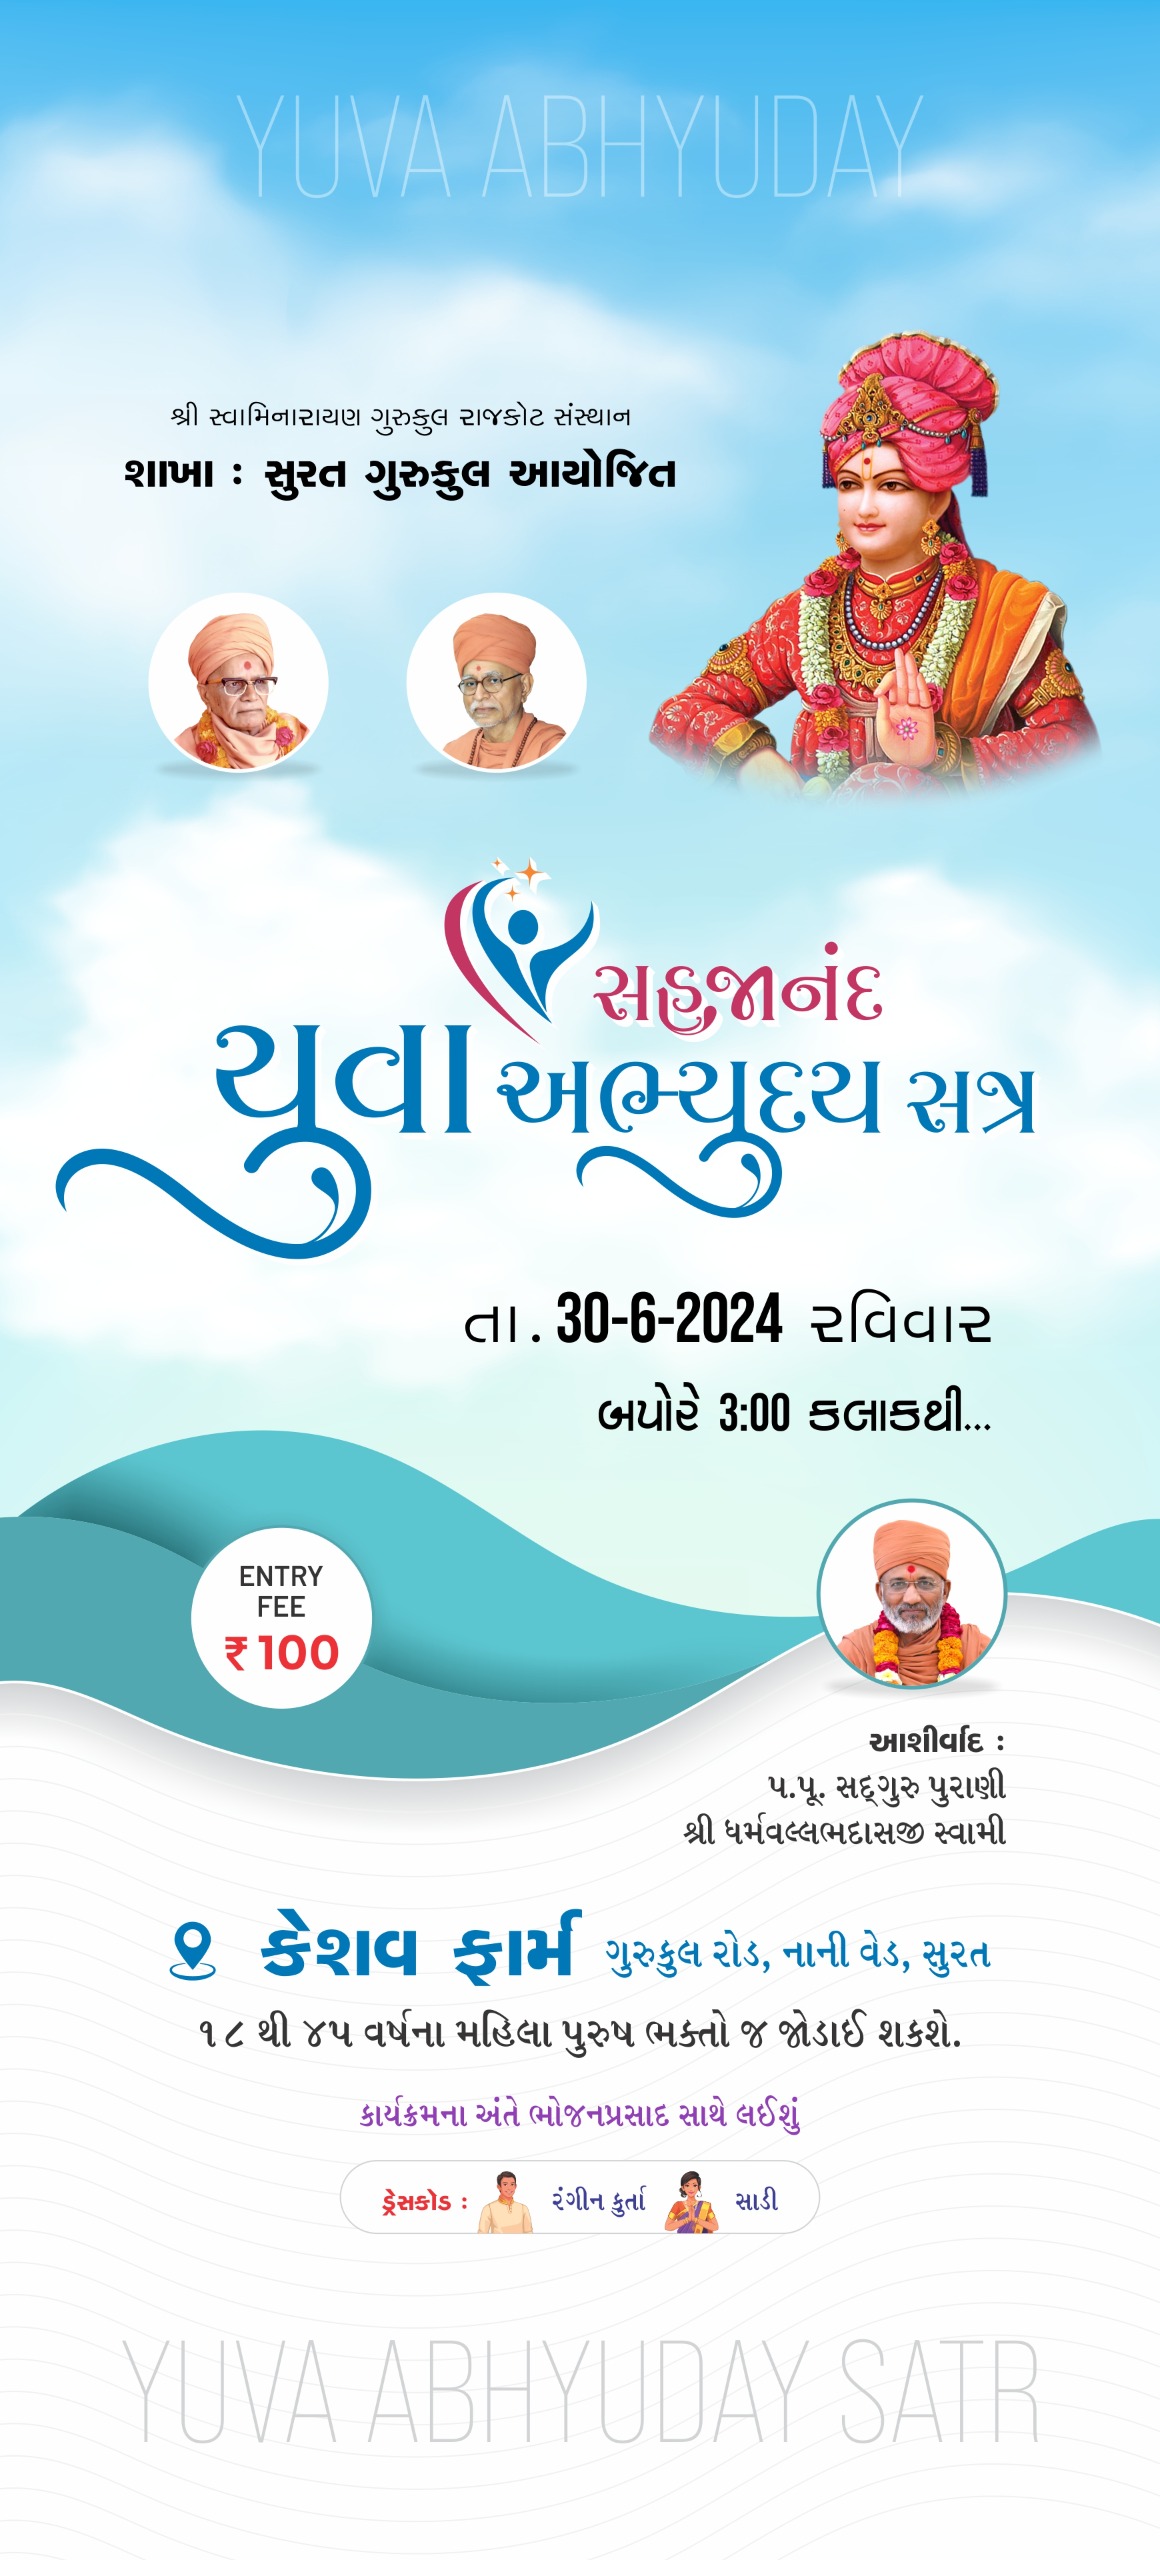 YUVA ABHYUDAY
શ્રી સ્વામિનારાયણ ગુરુકુલ રાજકોટ સંસ્થાન
શાખા : સુરત ગુરુકુલ આયોજિત
સહજાનંદ
યુવા અભ્યુદય સત્ર
તા. 30-6-2024 રવિવાર
બપોરે 3:00 કલાકથી...
ENTRY
FEE
₹ 100
આશીર્વાદ :
પ.પૂ. સદ્ગુરુ પુરાણી
શ્રી ધર્મવલ્લભદાસજી સ્વામી
કેશવ ફાર્મ ગુરુકુલ રોડ, નાની વેડ, સુરત
૧૮ થી ૪૫ વર્ષના મહિલા પુરુષ ભક્તો જ જોડાઈ શકશે.
કાર્યક્રમના અંતે ભોજનપ્રસાદ સાથે લઈશું
ડ્રેસકોડ : રંગીન કુર્તા સાડી
YUVA ABHYUDAY SATR